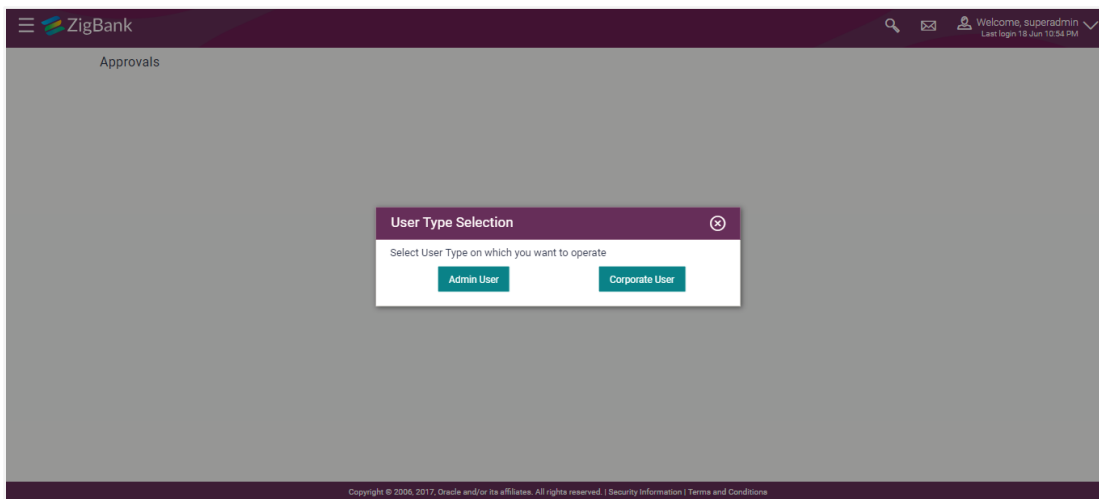 ZigBank
Welcome, superadmin
Last login 18 Jun 10:54 PM
Approvals
User Type Selection
Select User Type on which you want to operate
Admin User Corporate User
Copyright © 2006, 2017, Oracle and/or its affiliates. All rights reserved. | Security Information | Terms and Conditions